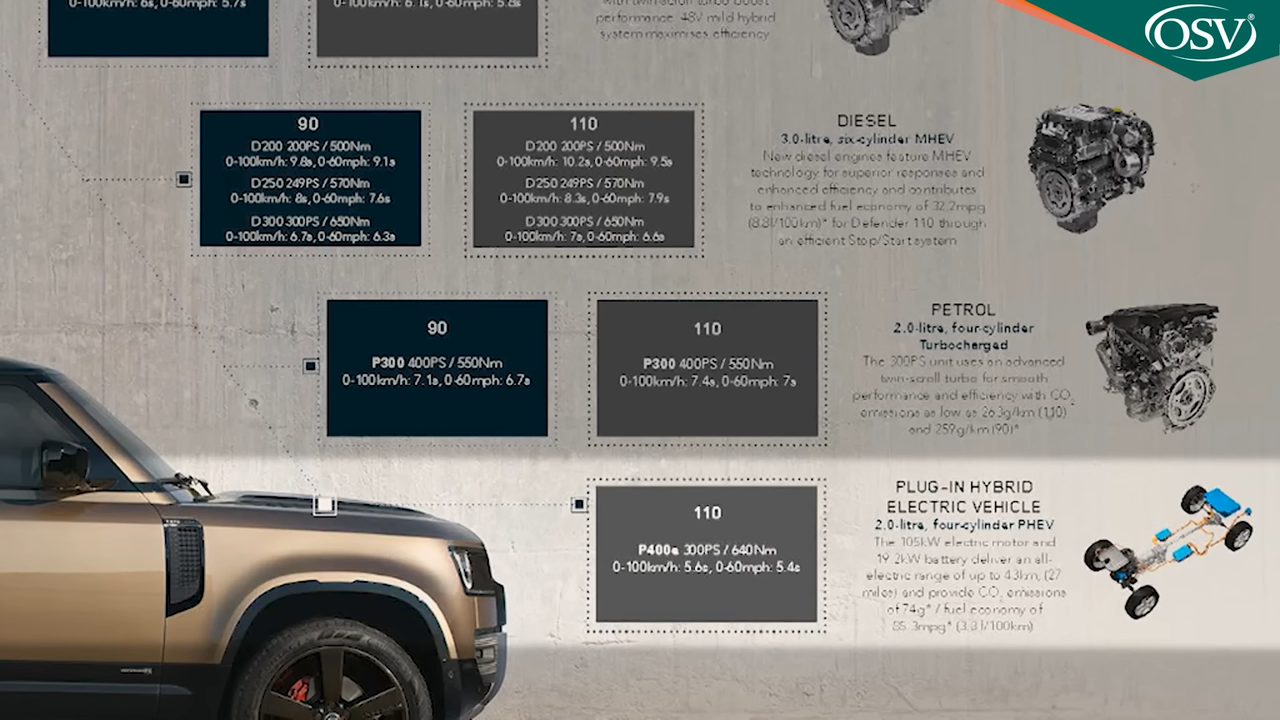 0-100km/h: 6s, 0-60mph: 5.7s
0-100km/h: 6.1s, 0-60mph: 5.8s
with twin-scroll turbo boost
performance. 48V mild hybrid
system maximises efficiency
OSV®
90
D200 200PS / 500Nm
0-100km/h: 9.8s, 0-60mph: 9.1s
D250 249PS / 570Nm
0-100km/h: 8s, 0-60mph: 7.6s
D300 300PS / 650Nm
0-100km/h: 6.7s, 0-60mph: 6.3s
110
D200 200PS / 500Nm
0-100km/h: 10.2s, 0-60mph: 9.5s
D250 249PS / 570Nm
0-100km/h: 8.3s, 0-60mph: 7.9s
D300 300PS / 650Nm
0-100km/h: 7s, 0-60mph: 6.6s
DIESEL
3.0-litre, six-cylinder MHEV
New diesel engines feature MHEV
technology for superior responses and
enhanced efficiency and contributes
to enhanced fuel economy of 32.2mpg
(8.8l/100km)* for Defender 110 through
an efficient Stop/Start system
90
P300 400PS / 550Nm
0-100km/h: 7.1s, 0-60mph: 6.7s
110
P300 400PS / 550Nm
0-100km/h: 7.4s, 0-60mph: 7s
PETROL
2.0-litre, four-cylinder
Turbocharged
The 300PS unit uses an advanced
twin-scroll turbo for smooth
performance and efficiency with CO₂
emissions as low as 263g/km (110)
and 259g/km (90)*
110
P400e 300PS / 640Nm
0-100km/h: 5.6s, 0-60mph: 5.4s
PLUG-IN HYBRID
ELECTRIC VEHICLE
2.0-litre, four-cylinder PHEV
The 105kW electric motor and
19.2kW battery deliver an all-
electric range of up to 43km, (27
miles) and provide CO₂ emissions
of 74g* / fuel economy of
85.3mpg* (3.3l/100km)